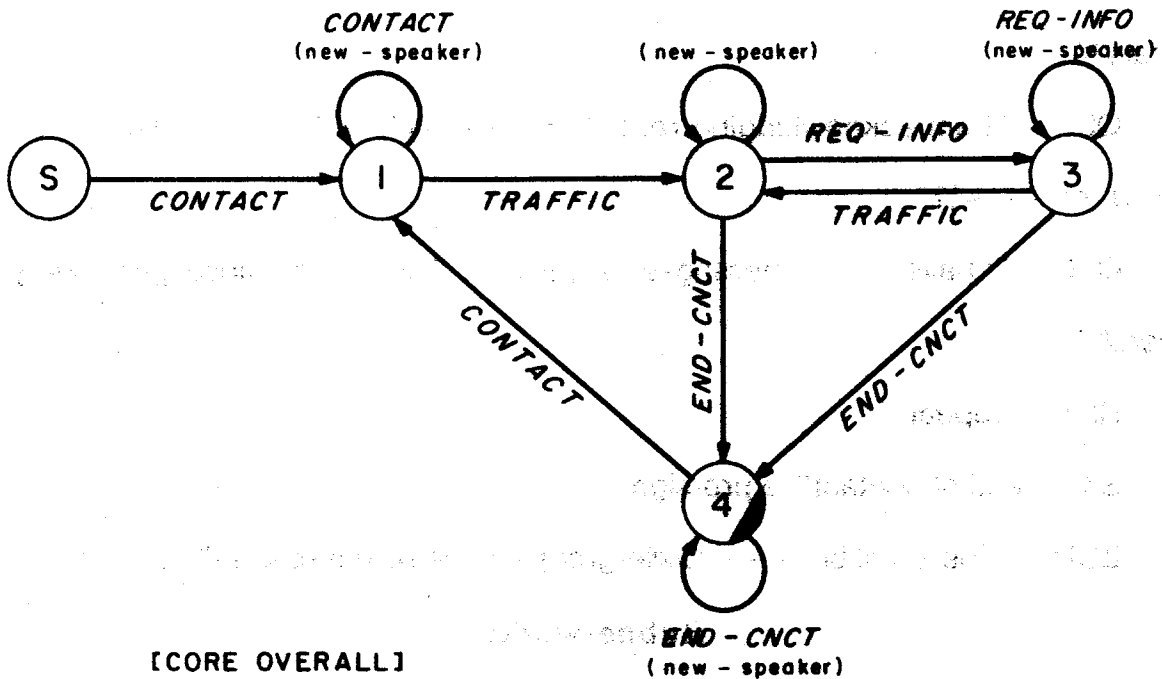 CONTACT
(new - speaker)
(new - speaker)
REQ - INFO
(new - speaker)
S
1
2
3
4
CONTACT
TRAFFIC
REQ - INFO
TRAFFIC
CONTACT
END - CNCT
END - CNCT
END - CNCT
(new - speaker)
[CORE OVERALL]